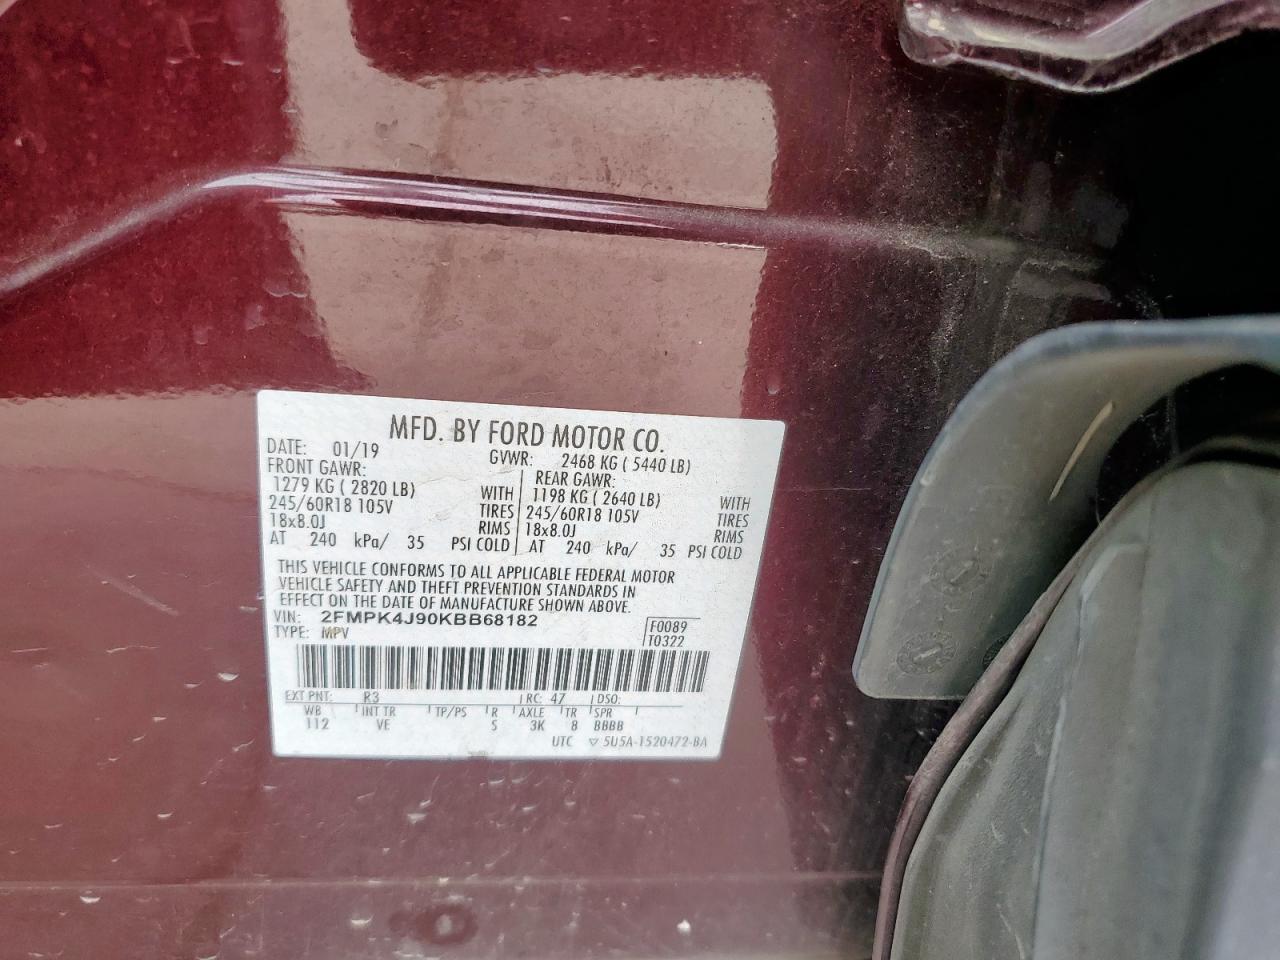 MFD. BY FORD MOTOR CO.
DATE: 01/19 GVWR: 2468 KG ( 5440 LB)
FRONT GAWR: REAR GAWR:
1279 KG ( 2820 LB) WITH 1198 KG ( 2640 LB) WITH
245/60R18 105V TIRES 245/60R18 105V TIRES
18x8.0J RIMS 18x8.0J RIMS
AT 240 kPa/ 35 PSI COLD AT 240 kPa/ 35 PSI COLD
THIS VEHICLE CONFORMS TO ALL APPLICABLE FEDERAL MOTOR
VEHICLE SAFETY AND THEFT PREVENTION STANDARDS IN
EFFECT ON THE DATE OF MANUFACTURE SHOWN ABOVE.
VIN: 2FMPK4J90KBB68182 F0089
TYPE: MPV T0322
EXT PNT: R3 RC: 47 DSO:
WB INT TR TP/PS R AXLE TR SPR
112 VE 5 3K 8 BBBB
UTC ▽ 5U5A-1520472-BA